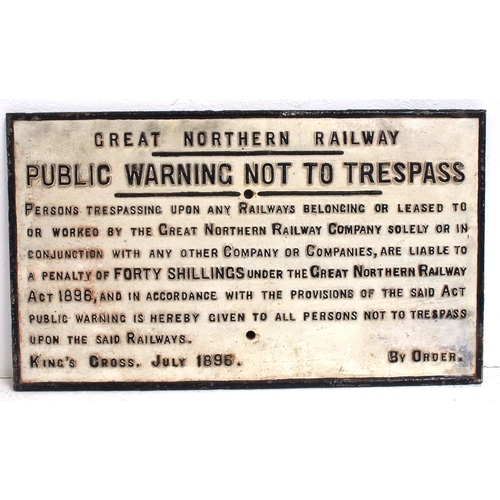 GREAT NORTHERN RAILWAY
PUBLIC WARNING NOT TO TRESPASS
PERSONS TRESPASSING UPON ANY RAILWAYS BELONGING OR LEASED TO
OR WORKED BY THE GREAT NORTHERN RAILWAY COMPANY SOLELY OR IN
CONJUNCTION WITH ANY OTHER COMPANY OR COMPANIES, ARE LIABLE TO
A PENALTY OF FORTY SHILLINGS UNDER THE GREAT NORTHERN RAILWAY
ACT 1896, AND IN ACCORDANCE WITH THE PROVISIONS OF THE SAID ACT
PUBLIC WARNING IS HEREBY GIVEN TO ALL PERSONS NOT TO TRESPASS
UPON THE SAID RAILWAYS.
KING'S CROSS. JULY 1896. BY ORDER.